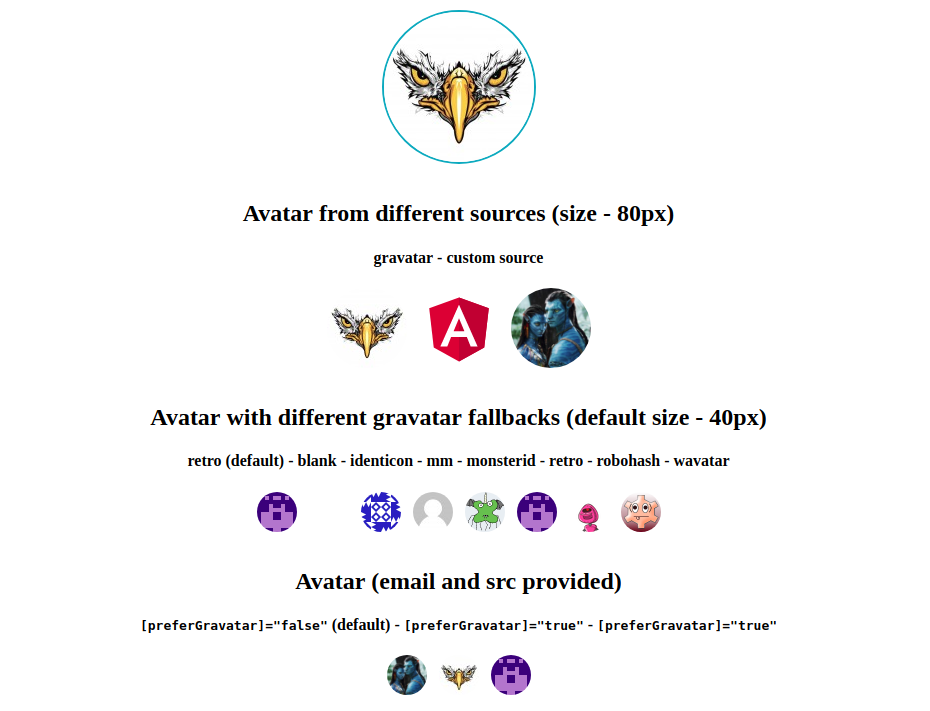 Avatar from different sources (size - 80px)
gravatar - custom source
A
Avatar with different gravatar fallbacks (default size - 40px)
retro (default) - blank - identicon - mm - monsterid - retro - robohash - wavatar
Avatar (email and src provided)
[preferGravatar]="false" (default) - [preferGravatar]="true" - [preferGravatar]="true"